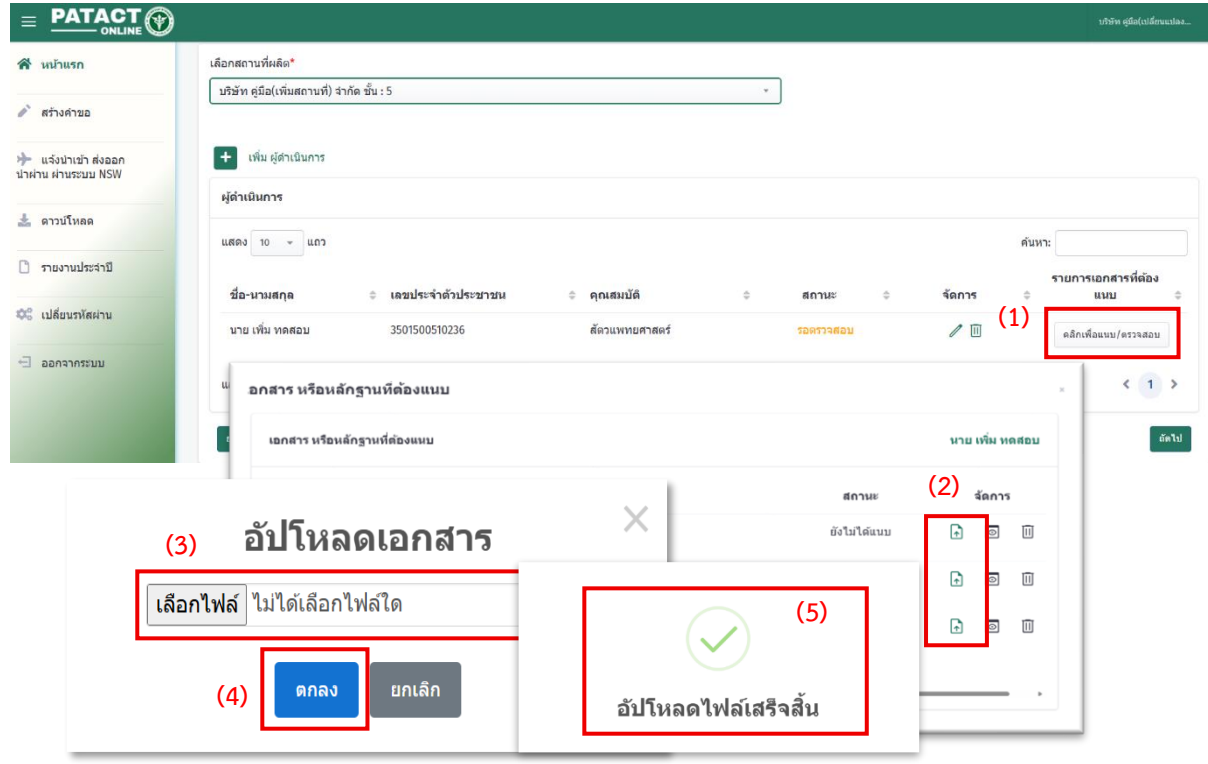 PATACT
ONLINE
บริษัท คู่มือ(เปลี่ยนแปลง...
หน้าแรก
สร้างคำขอ
แจ้งนำเข้า ส่งออก
นำผ่าน ผ่านระบบ NSW
ดาวน์โหลด
รายงานประจำปี
เปลี่ยนรหัสผ่าน
ออกจากระบบ
เลือกสถานที่ผลิต*
บริษัท คู่มือ(เพิ่มสถานที่) จำกัด ชั้น : 5
+ เพิ่ม ผู้ดำเนินการ
ผู้ดำเนินการ
แสดง 10 แถว
ค้นหา:
ชื่อ-นามสกุล เลขประจำตัวประชาชน คุณสมบัติ สถานะ จัดการ รายการเอกสารที่ต้อง
แนบ
นาย เพิ่ม ทดสอบ 3501500510236 สัตวแพทยศาสตร์ รอตรวจสอบ (1) คลิกเพื่อแนบ/ตรวจสอบ
< 1 >
ถัดไป
อกสาร หรือหลักฐานที่ต้องแนบ
เอกสาร หรือหลักฐานที่ต้องแนบ นาย เพิ่ม ทดสอบ
สถานะ (2) จัดการ
ยังไม่ได้แนบ
(3) อัปโหลดเอกสาร
เลือกไฟล์ ไม่ได้เลือกไฟล์ใด
(4) ตกลง ยกเลิก
(5)
อัปโหลดไฟล์เสร็จสิ้น